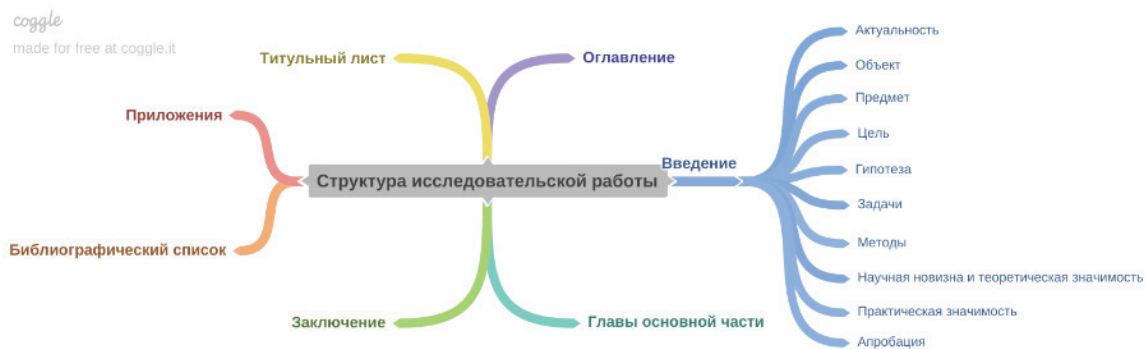 coggle
made for free at coggle.it
Титульный лист
Оглавление
Приложения
Структура исследовательской работы
Введение
Библиографический список
Заключение
Главы основной части
Актуальность
Объект
Предмет
Цель
Гипотеза
Задачи
Методы
Научная новизна и теоретическая значимость
Практическая значимость
Апробация